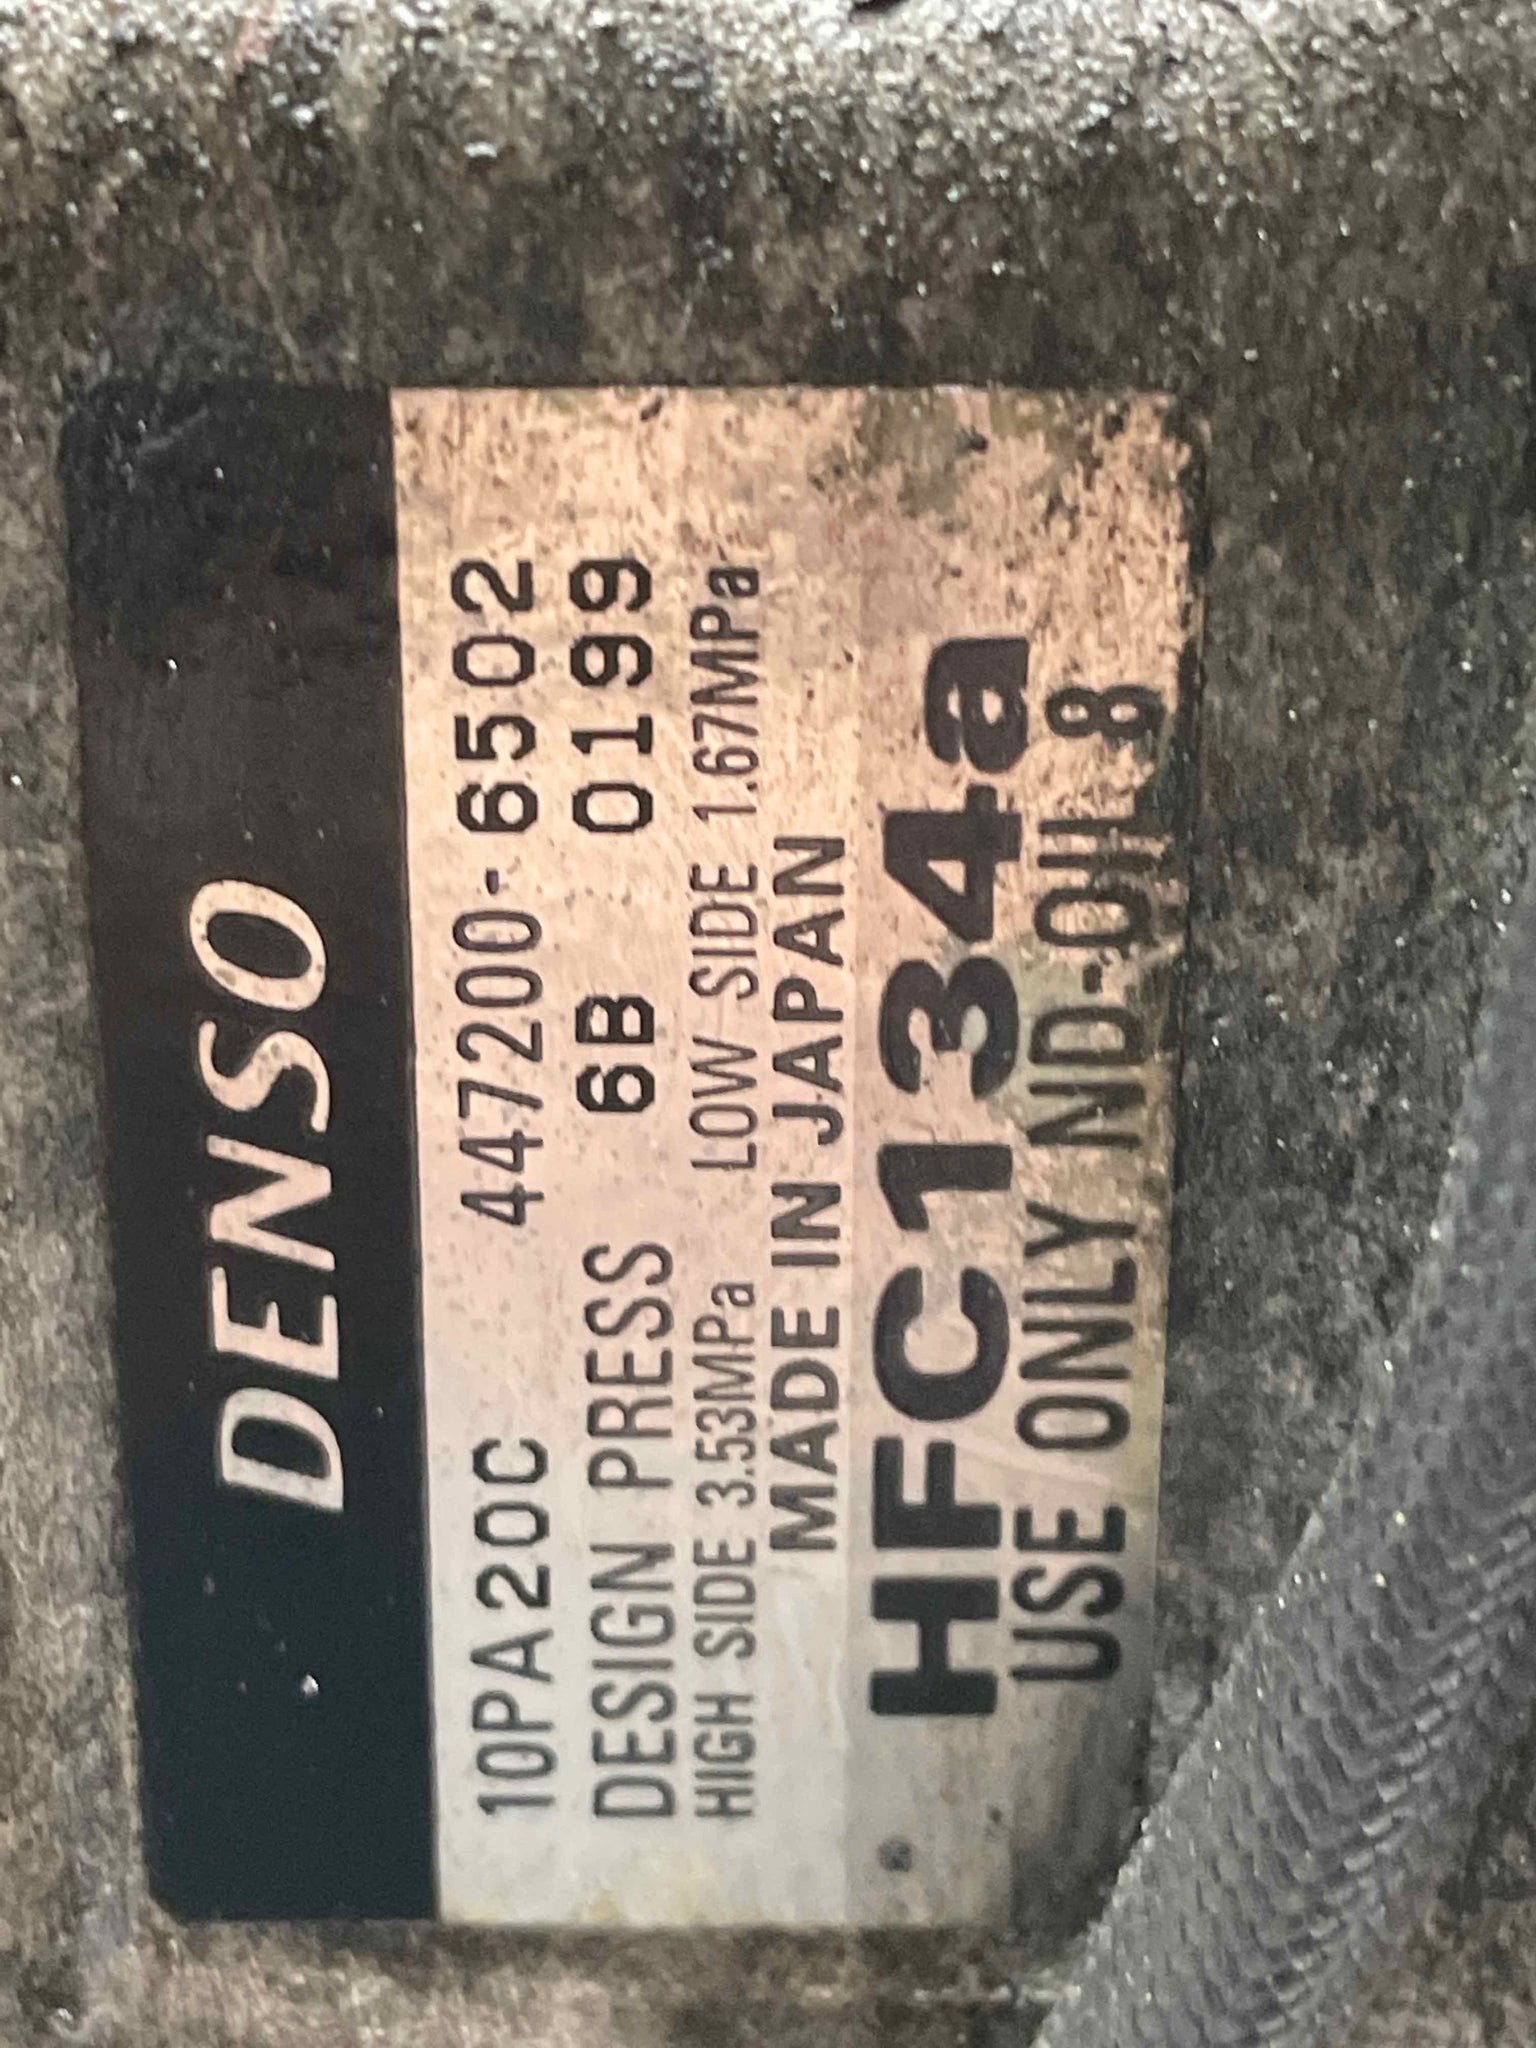 DENSO
10PA20C 447200-6502
DESIGN PRESS 6B 0199
HIGH SIDE 3.53MPa LOW SIDE 1.67MPa
MADE IN JAPAN
HFC134a
USE ONLY ND-OIL 8